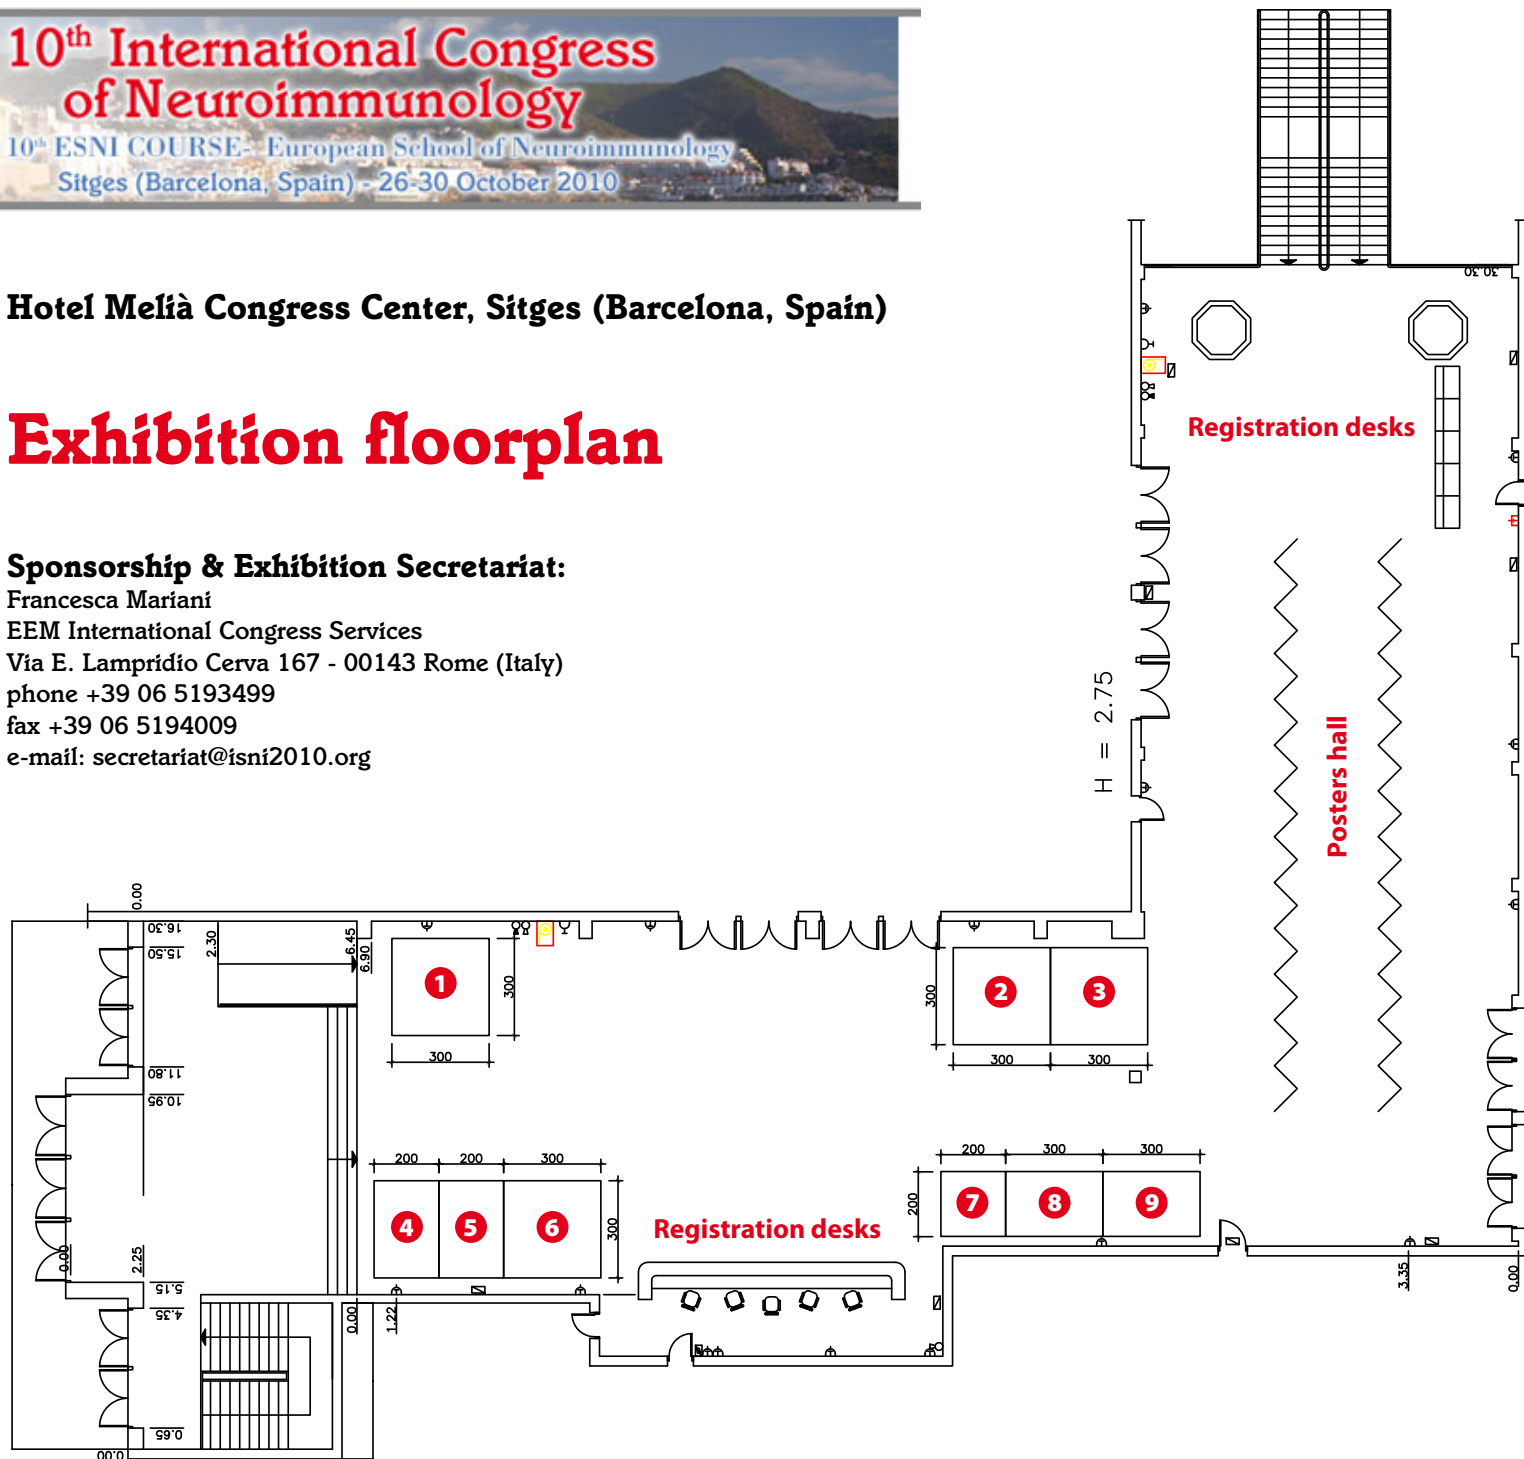 10th International Congress
of Neuroimmunology
10th ESNI COURSE- European School of Neuroimmunology
Sitges (Barcelona, Spain) - 26-30 October 2010
Hotel Melià Congress Center, Sitges (Barcelona, Spain)
Exhibition floorplan
Sponsorship & Exhibition Secretariat:
Francesca Mariani
EEM International Congress Services
Via E. Lampridio Cerva 167 - 00143 Rome (Italy)
phone +39 06 5193499
fax +39 06 5194009
e-mail: secretariat@isni2010.org
30.30
Registration desks
H = 2.75
Posters hall
0.00
16.30
15.50
2.30
6.45
6.90
11.80
10.95
1
300
300
2
3
300
300
300
200
200
300
4
5
6
300
Registration desks
200
300
300
7
8
9
200
0.00
2.25
5.15
4.35
0.00
1.22
3.35
0.00
0.65
0.00